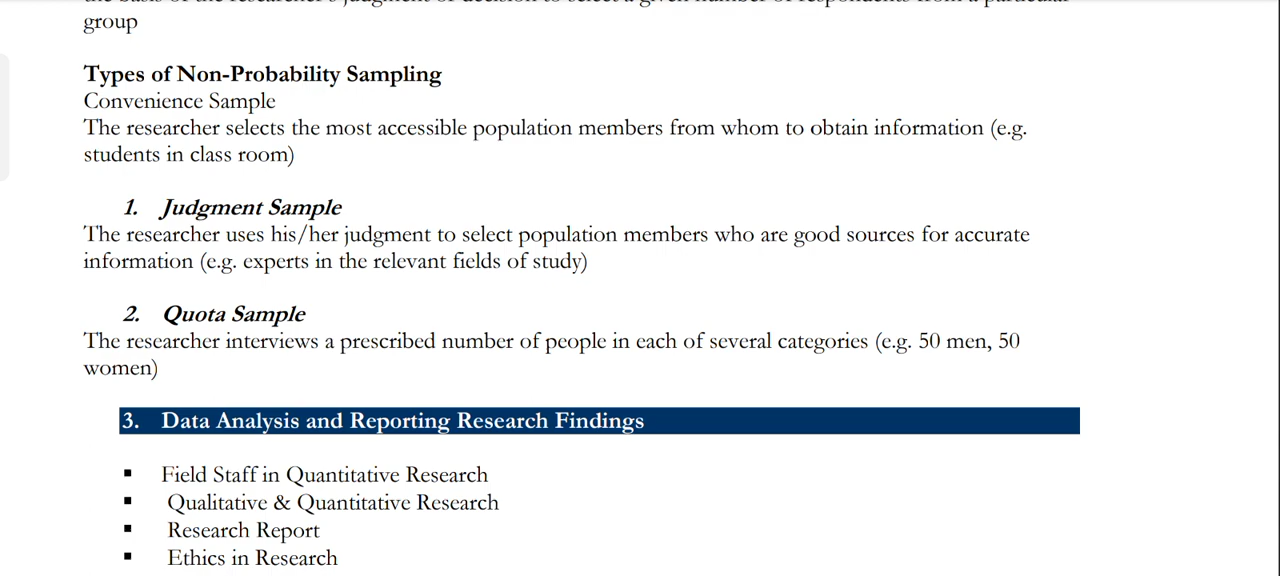 group
Types of Non-Probability Sampling
Convenience Sample
The researcher selects the most accessible population members from whom to obtain information (e.g.
students in class room)
1. Judgment Sample
The researcher uses his/her judgment to select population members who are good sources for accurate
information (e.g. experts in the relevant fields of study)
2. Quota Sample
The researcher interviews a prescribed number of people in each of several categories (e.g. 50 men, 50
women)
3. Data Analysis and Reporting Research Findings
▪ Field Staff in Quantitative Research
▪ Qualitative & Quantitative Research
▪ Research Report
▪ Ethics in Research